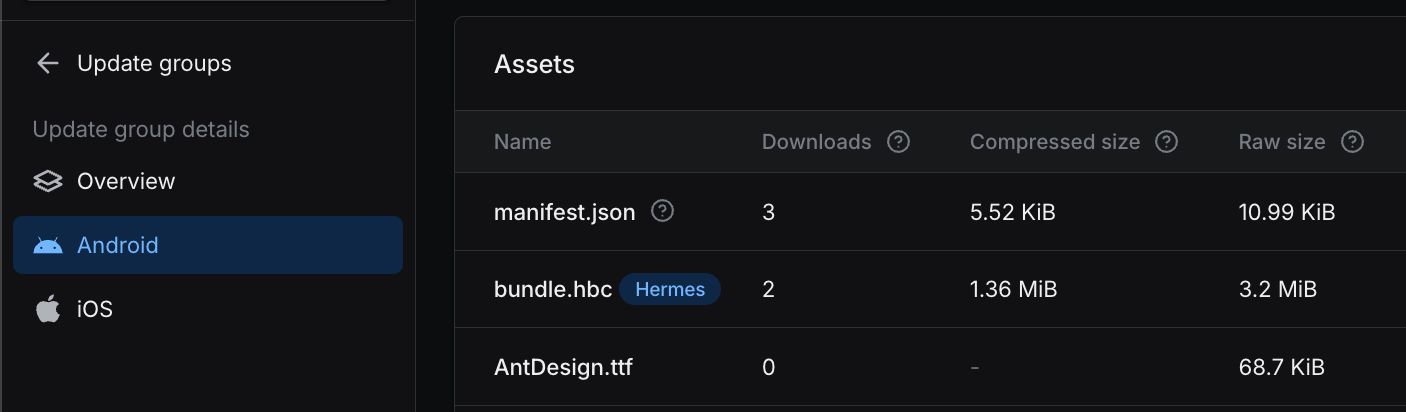 Update groups
Update group details
Overview
Android
iOS
Assets
Name Downloads ? Compressed size ? Raw size ?
manifest.json ? 3 5.52 KiB 10.99 KiB
bundle.hbc Hermes 2 1.36 MiB 3.2 MiB
AntDesign.ttf 0 - 68.7 KiB